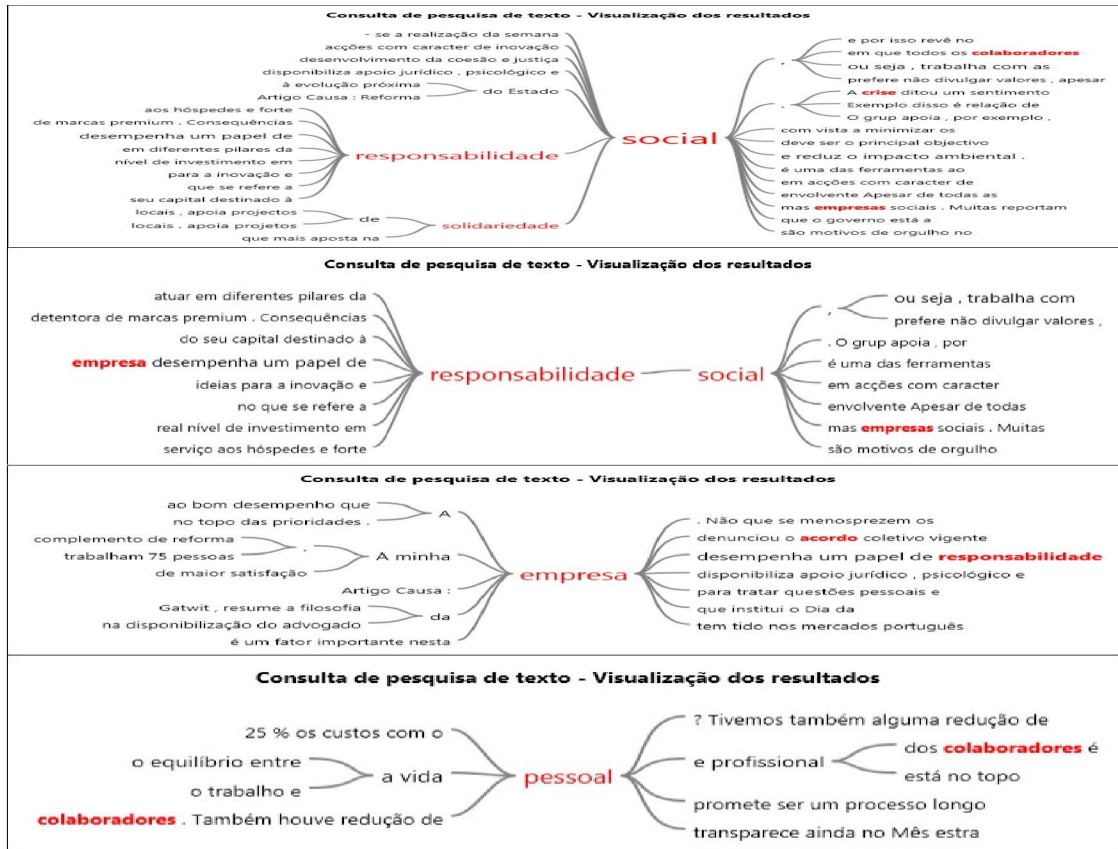 Consulta de pesquisa de texto - Visualização dos resultados
- se a realização da semana
acções com caracter de inovação
desenvolvimento da coesão e justiça
disponibiliza apoio jurídico , psicológico e
à evolução próxima
Artigo Causa : Reforma
do Estado
aos hóspedes e forte
de marcas premium . Consequências
desempenha um papel de
em diferentes pilares da
nível de investimento em
para a inovação e
que se refere a
seu capital destinado à
responsabilidade
locais , apoia projectos
locais , apoia projetos
de
que mais aposta na
solidariedade
social
,
e por isso revê no
em que todos os colaboradores
ou seja , trabalha com as
prefere não divulgar valores , apesar
.
A crise ditou um sentimento
Exemplo disso é relação de
O grup apoia , por exemplo ,
com vista a minimizar os
deve ser o principal objectivo
e reduz o impacto ambiental .
é uma das ferramentas ao
em acções com caracter de
envolvente Apesar de todas as
mas empresas sociais . Muitas reportam
que o governo está a
são motivos de orgulho no
Consulta de pesquisa de texto - Visualização dos resultados
atuar em diferentes pilares da
detentora de marcas premium . Consequências
do seu capital destinado à
empresa desempenha um papel de
ideias para a inovação e
no que se refere a
real nível de investimento em
serviço aos hóspedes e forte
responsabilidade
social
,
ou seja , trabalha com
prefere não divulgar valores ,
. O grup apoia , por
é uma das ferramentas
em acções com caracter
envolvente Apesar de todas
mas empresas sociais . Muitas
são motivos de orgulho
Consulta de pesquisa de texto - Visualização dos resultados
ao bom desempenho que
no topo das prioridades .
A
complemento de reforma
trabalham 75 pessoas
.
de maior satisfação
A minha
Artigo Causa :
Gatwit , resume a filosofia
na disponibilização do advogado
da
é um fator importante nesta
empresa
. Não que se menosprezem os
denunciou o acordo coletivo vigente
desempenha um papel de responsabilidade
disponibiliza apoio jurídico , psicológico e
para tratar questões pessoais e
que institui o Dia da
tem tido nos mercados português
Consulta de pesquisa de texto - Visualização dos resultados
25 % os custos com o
o equilíbrio entre
o trabalho e
a vida
colaboradores . Também houve redução de
pessoal
? Tivemos também alguma redução de
e profissional
dos colaboradores é
está no topo
promete ser um processo longo
transparece ainda no Mês estra